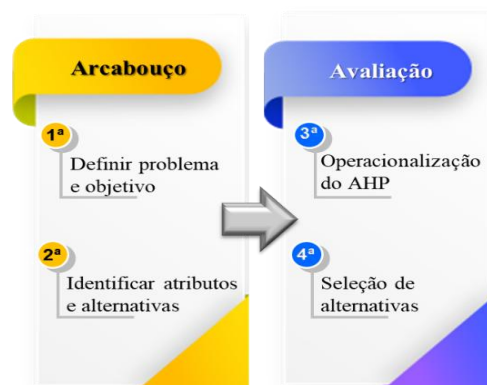 Arcabouço
1ª
Definir problema
e objetivo
2ª
Identificar atributos
e alternativas
Avaliação
3ª
Operacionalização
do AHP
4ª
Seleção de
alternativas